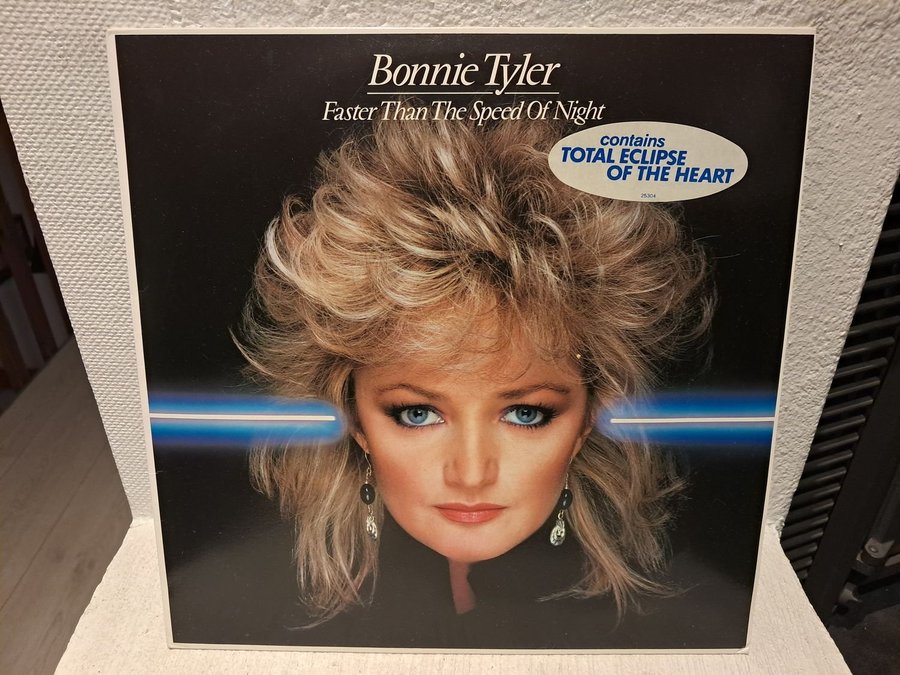 Bonnie Tyler
Faster Than The Speed Of Night
contains
TOTAL ECLIPSE
OF THE HEART
25304